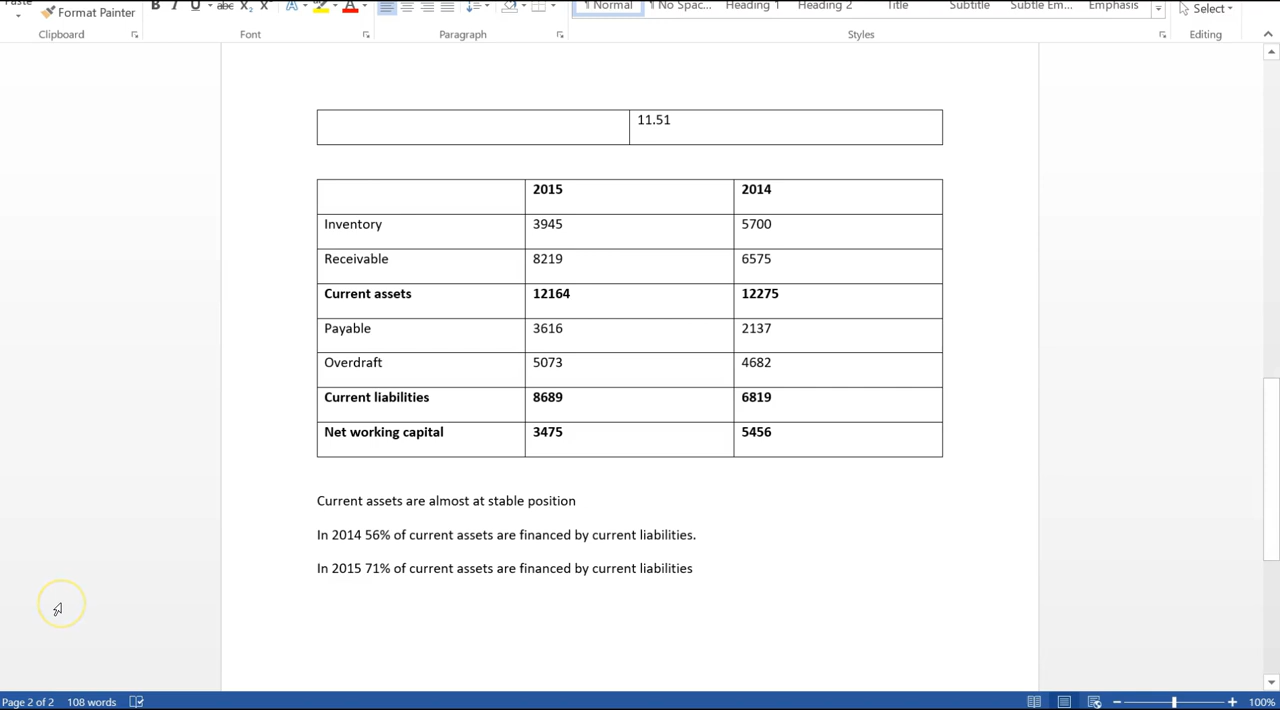 Paste
Format Painter
B I U abc X₂ X² A A
¶ Normal ¶ No Spac... Heading 1 Heading 2 Title Subtitle Subtle Em... Emphasis
Select
Clipboard Font Paragraph Styles Editing
11.51
2015 2014
Inventory 3945 5700
Receivable 8219 6575
Current assets 12164 12275
Payable 3616 2137
Overdraft 5073 4682
Current liabilities 8689 6819
Net working capital 3475 5456
Current assets are almost at stable position
In 2014 56% of current assets are financed by current liabilities.
In 2015 71% of current assets are financed by current liabilities
Page 2 of 2 108 words 100%